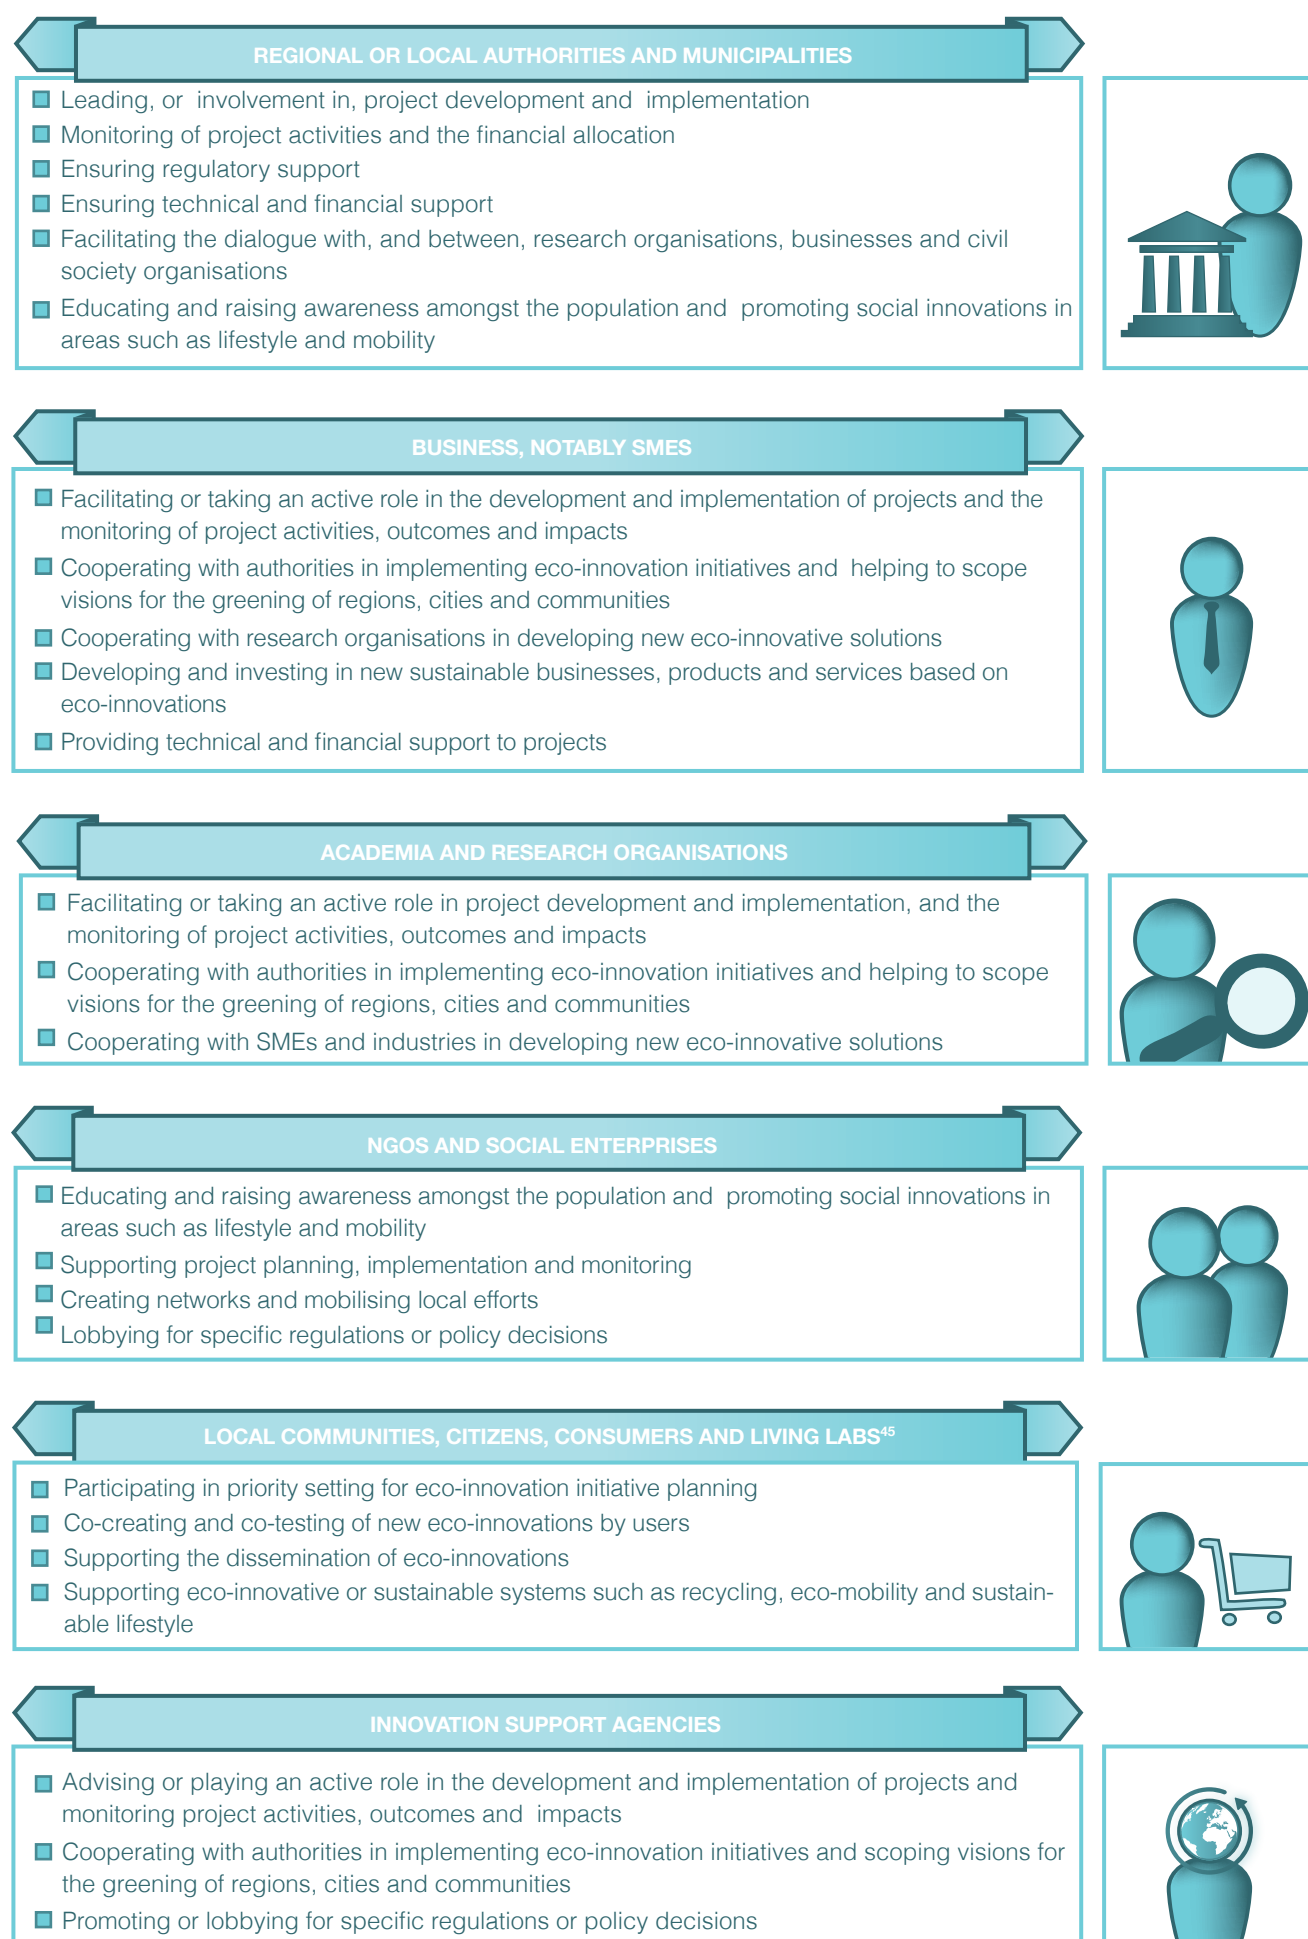 REGIONAL OR LOCAL AUTHORITIES AND MUNICIPALITIES
Leading, or involvement in, project development and implementation
Monitoring of project activities and the financial allocation
Ensuring regulatory support
Ensuring technical and financial support
Facilitating the dialogue with, and between, research organisations, businesses and civil
society organisations
Educating and raising awareness amongst the population and promoting social innovations in
areas such as lifestyle and mobility
BUSINESS, NOTABLY SMES
Facilitating or taking an active role in the development and implementation of projects and the
monitoring of project activities, outcomes and impacts
Cooperating with authorities in implementing eco-innovation initiatives and helping to scope
visions for the greening of regions, cities and communities
Cooperating with research organisations in developing new eco-innovative solutions
Developing and investing in new sustainable businesses, products and services based on
eco-innovations
Providing technical and financial support to projects
ACADEMIA AND RESEARCH ORGANISATIONS
Facilitating or taking an active role in project development and implementation, and the
monitoring of project activities, outcomes and impacts
Cooperating with authorities in implementing eco-innovation initiatives and helping to scope
visions for the greening of regions, cities and communities
Cooperating with SMEs and industries in developing new eco-innovative solutions
NGOS AND SOCIAL ENTERPRISES
Educating and raising awareness amongst the population and promoting social innovations in
areas such as lifestyle and mobility
Supporting project planning, implementation and monitoring
Creating networks and mobilising local efforts
Lobbying for specific regulations or policy decisions
LOCAL COMMUNITIES, CITIZENS, CONSUMERS AND LIVING LABS45
Participating in priority setting for eco-innovation initiative planning
Co-creating and co-testing of new eco-innovations by users
Supporting the dissemination of eco-innovations
Supporting eco-innovative or sustainable systems such as recycling, eco-mobility and sustain-
able lifestyle
INNOVATION SUPPORT AGENCIES
Advising or playing an active role in the development and implementation of projects and
monitoring project activities, outcomes and impacts
Cooperating with authorities in implementing eco-innovation initiatives and scoping visions for
the greening of regions, cities and communities
Promoting or lobbying for specific regulations or policy decisions